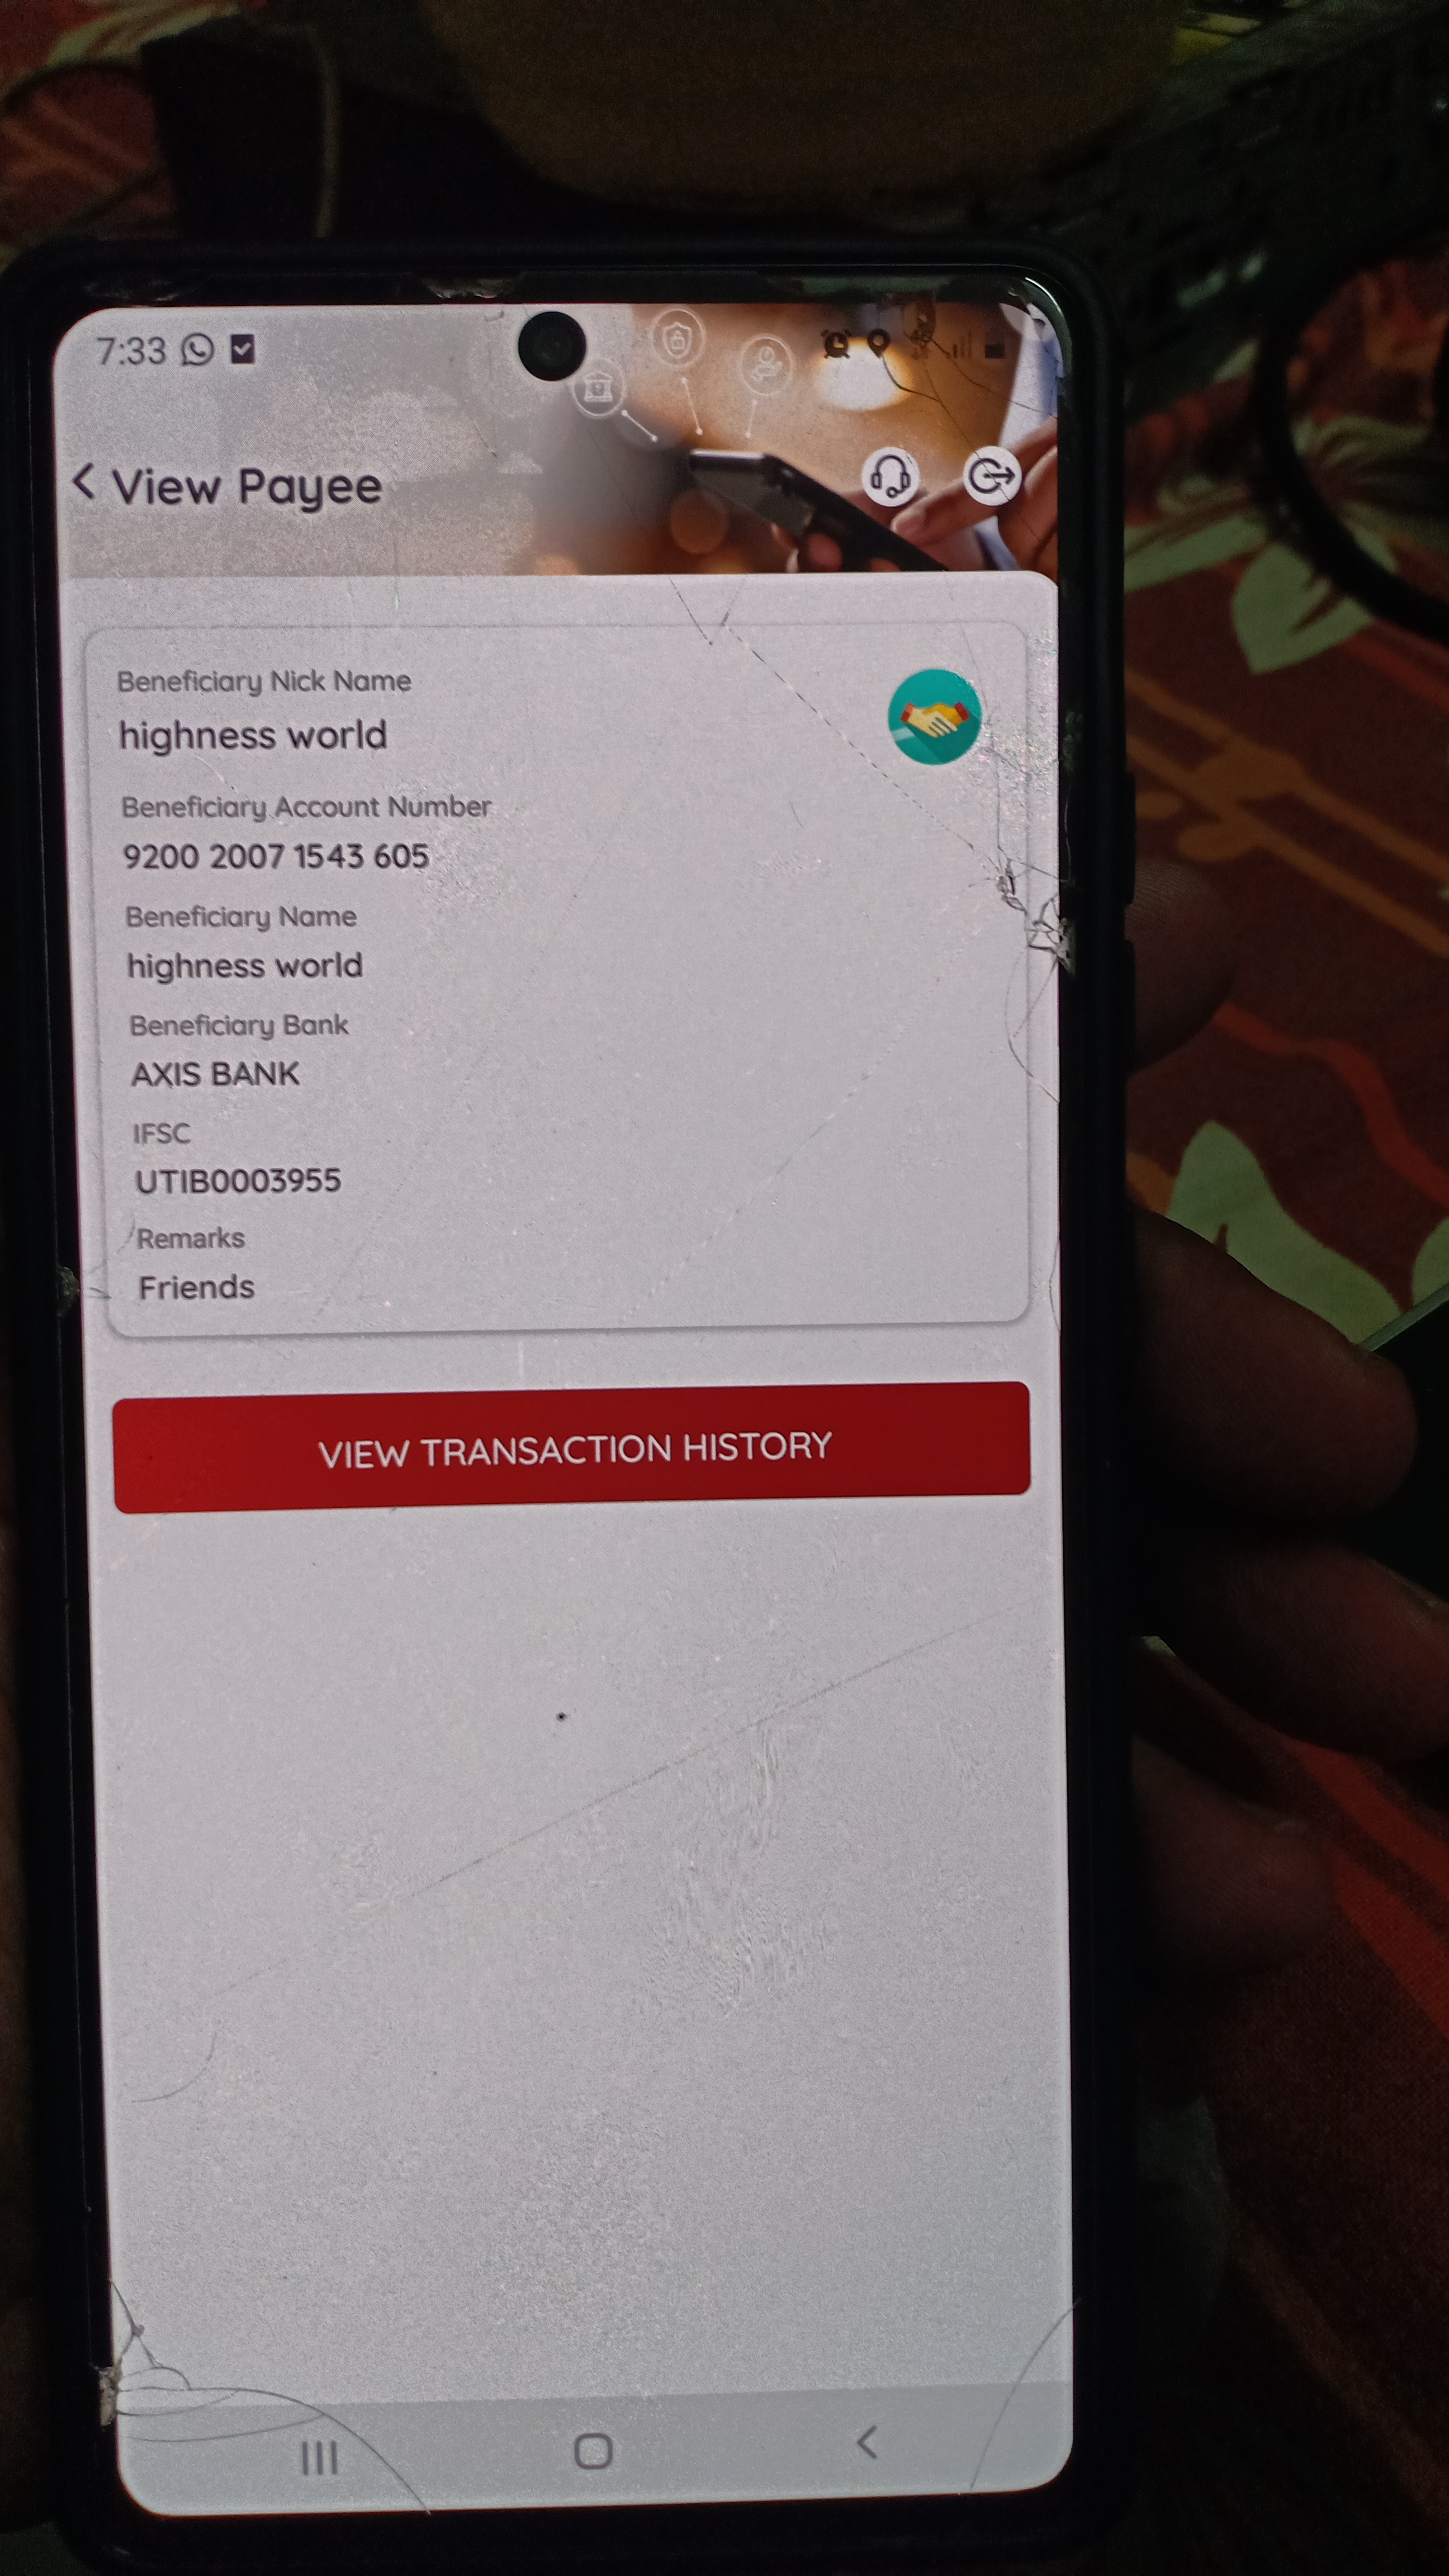 7:33
View Payee
Beneficiary Nick Name
highness world
Beneficiary Account Number
9200 2007 1543 605
Beneficiary Name
highness world
Beneficiary Bank
AXIS BANK
IFSC
UTIB0003955
Remarks
Friends
VIEW TRANSACTION HISTORY